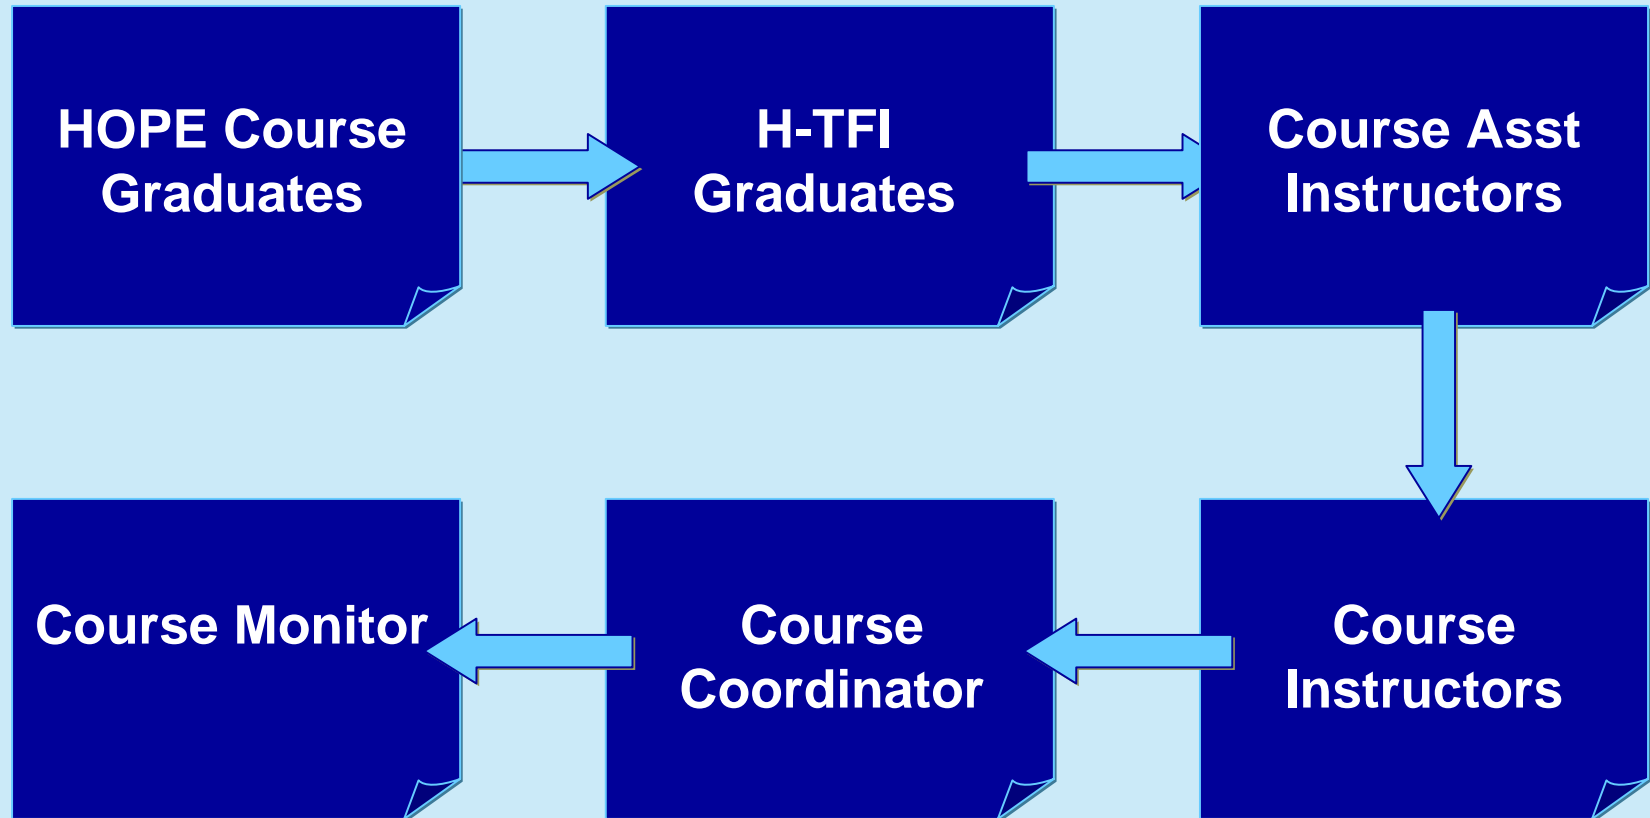 HOPE Course
Graduates
H-TFI
Graduates
Course Asst
Instructors
Course Monitor
Course
Coordinator
Course
Instructors